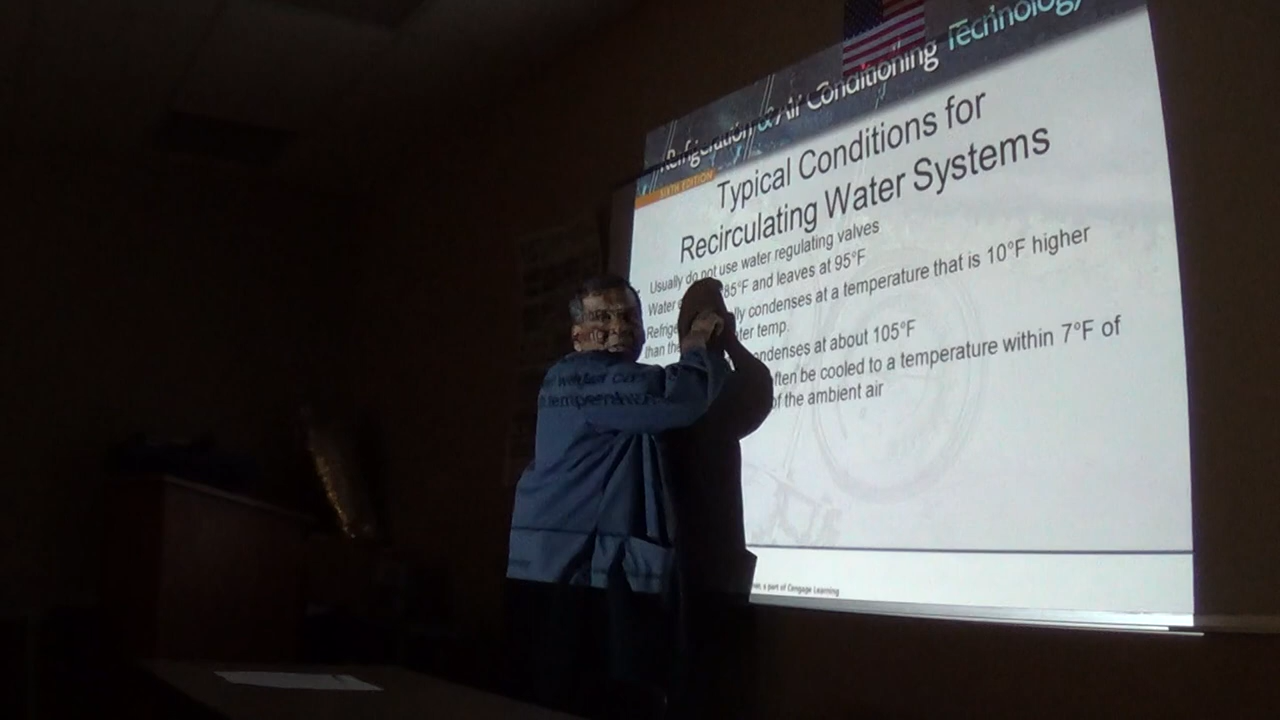 Refrigeration & Air Conditioning Technology
SIXTH EDITION
Typical Conditions for
Recirculating Water Systems
Usually do not use water regulating valves
Water 85°F and leaves at 95°F
condenses at a temperature that is 10°F higher
than the temp.
condenses at about 105°F
often be cooled to a temperature within 7°F of
of the ambient air
a part of Cengage Learning